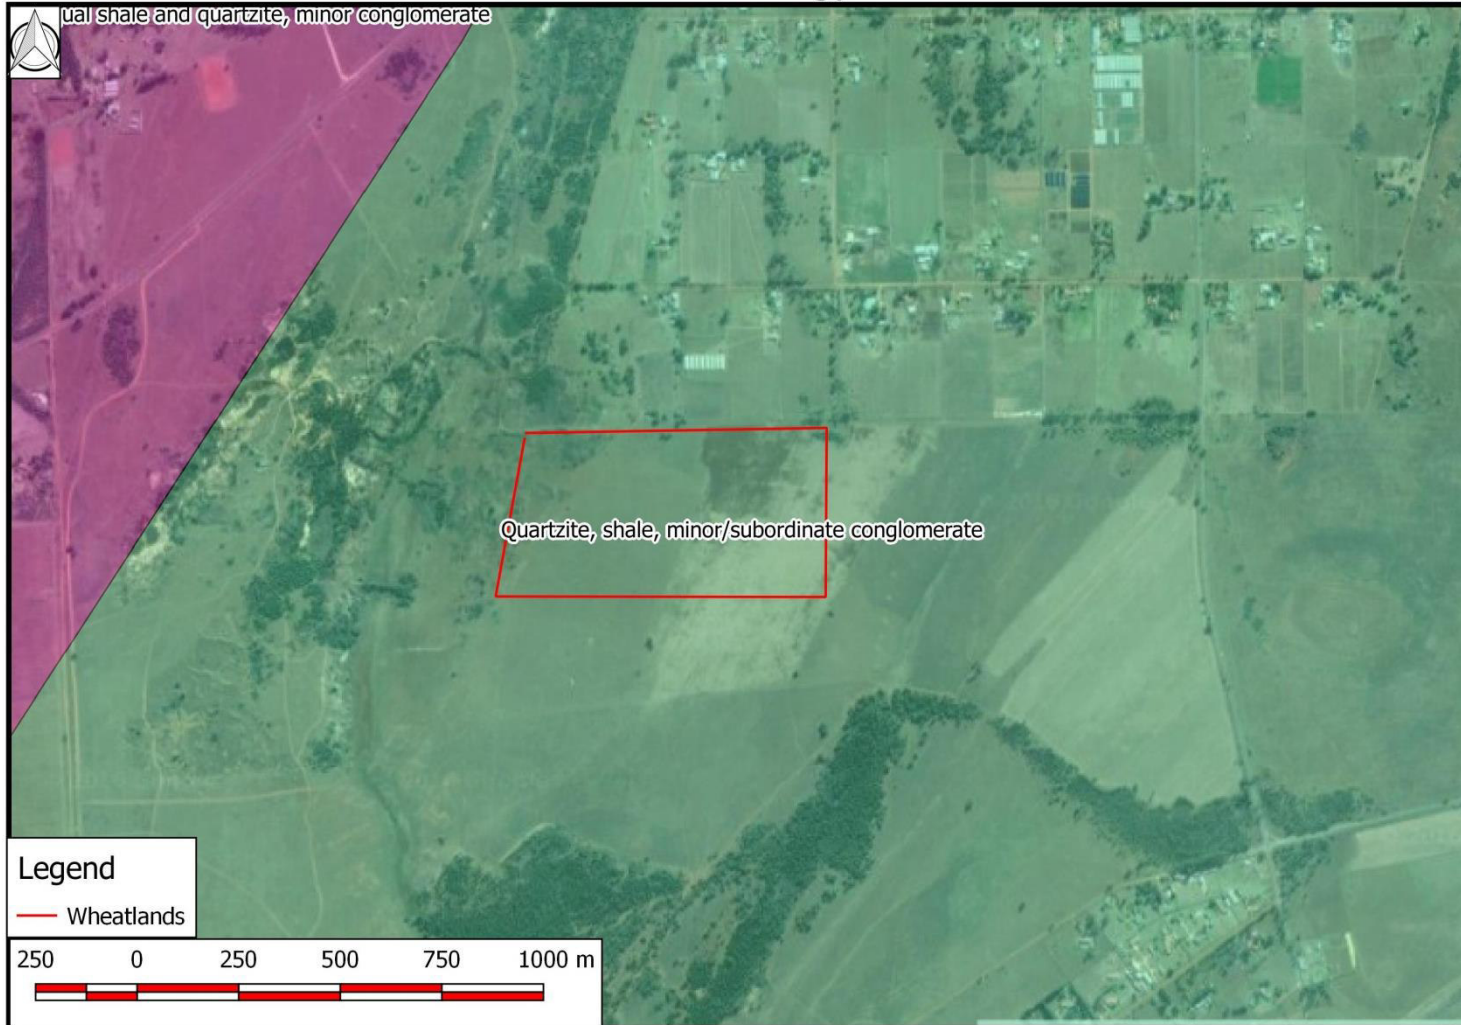 ual shale and quartzite, minor conglomerate
Quartzite, shale, minor/subordinate conglomerate
Legend
Wheatlands
250 0 250 500 750 1000 m